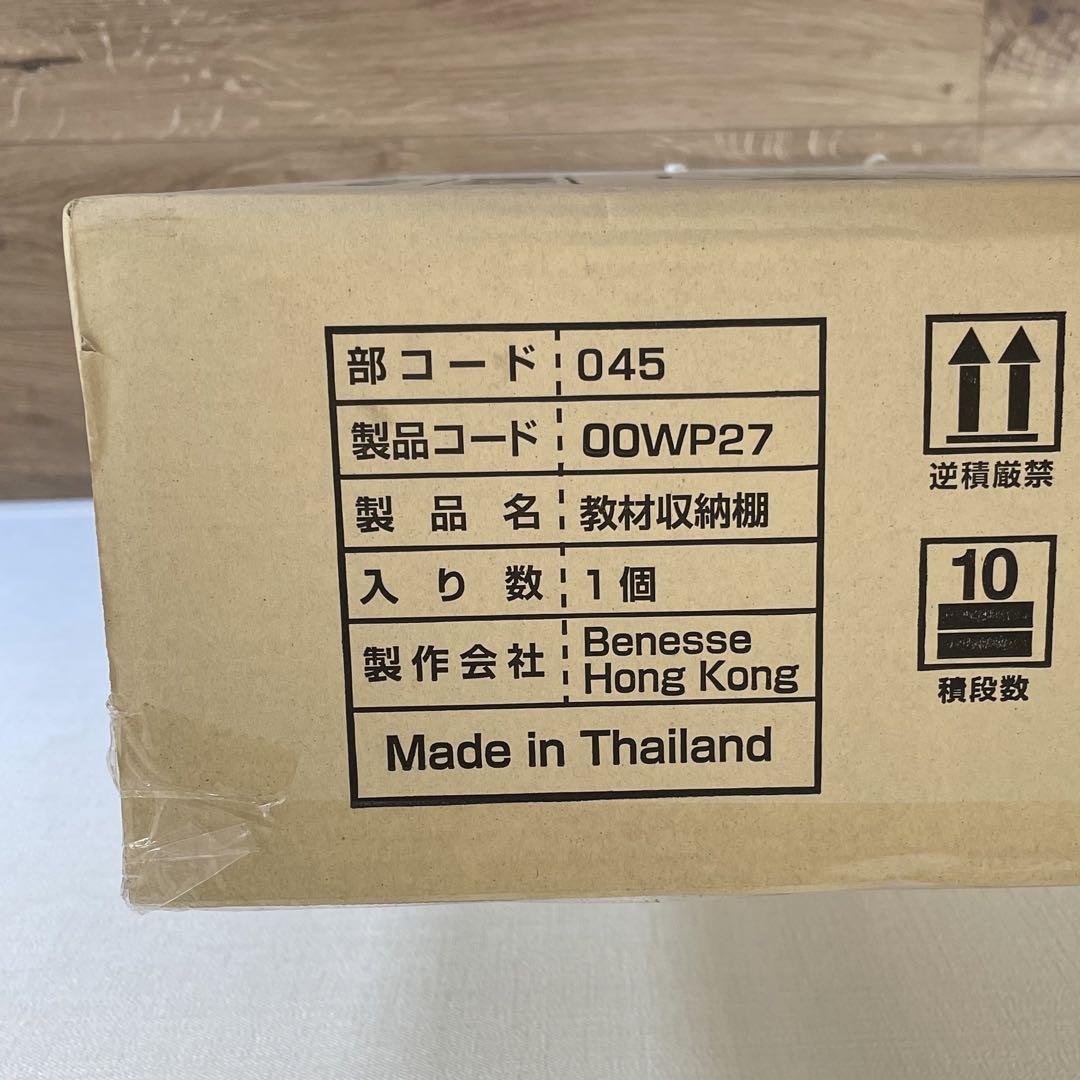 部コード 045
製品コード 00WP27
製品名 教材収納棚
入り数 1個
製作会社 Benesse
Hong Kong
Made in Thailand
逆積厳禁
10
積段数